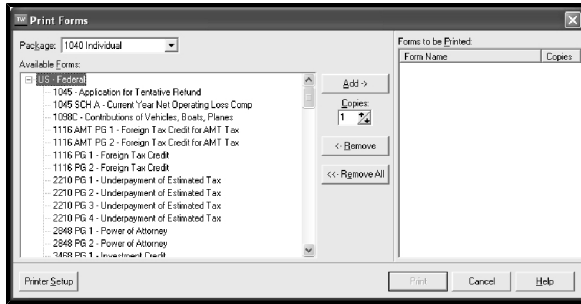 TW Print Forms
Package: 1040 Individual
Available Forms:
US - Federal
1045 - Application for Tentative Refund
1045 SCH A - Current Year Net Operating Loss Comp
1098C - Contributions of Vehicles, Boats, Planes
1116 AMT PG 1 - Foreign Tax Credit for AMT Tax
1116 AMT PG 2 - Foreign Tax Credit for AMT Tax
1116 PG 1 - Foreign Tax Credit
1116 PG 2 - Foreign Tax Credit
2210 PG 1 - Underpayment of Estimated Tax
2210 PG 2 - Underpayment of Estimated Tax
2210 PG 3 - Underpayment of Estimated Tax
2210 PG 4 - Underpayment of Estimated Tax
2848 PG 1 - Power of Attorney
2848 PG 2 - Power of Attorney
3468 PG 1 - Investment Credit
Add ->
Copies:
1
<- Remove
<<- Remove All
Forms to be Printed:
Form Name Copies
Printer Setup
Print
Cancel
Help